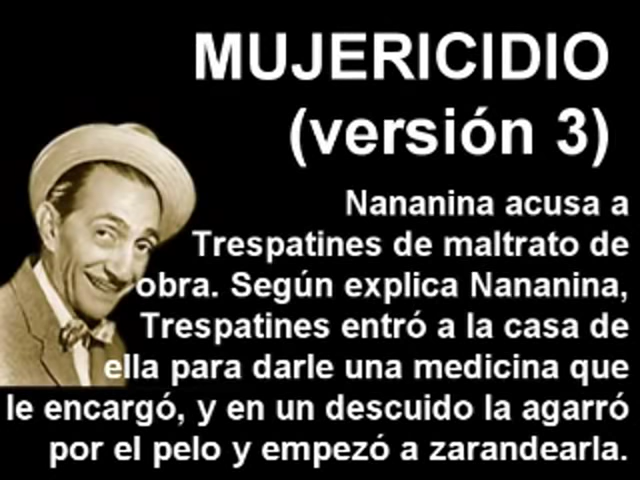 MUJERICIDIO
(versión 3)
Nananina acusa a
Trespatines de maltrato de
obra. Según explica Nananina,
Trespatines entró a la casa de
ella para darle una medicina que
le encargó, y en un descuido la agarró
por el pelo y empezó a zarandearla.